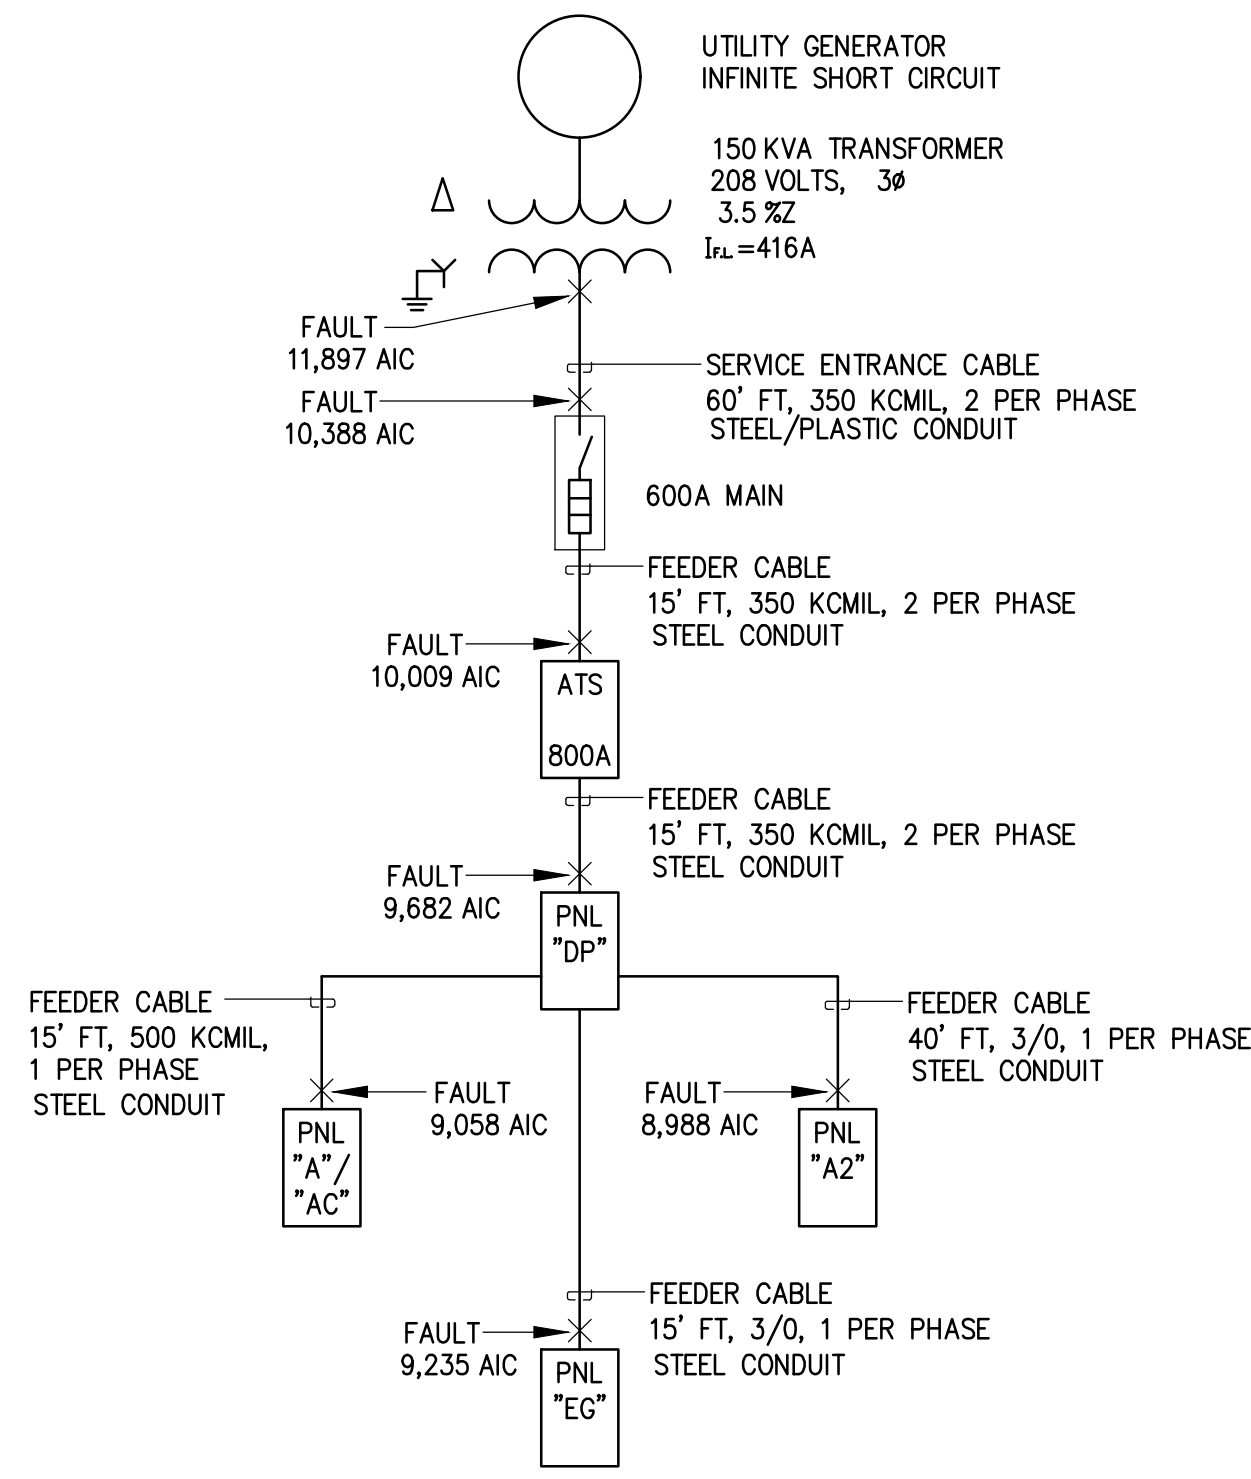 UTILITY GENERATOR
INFINITE SHORT CIRCUIT
150 KVA TRANSFORMER
208 VOLTS, 3ø
3.5 %Z
IF.L.=416A
FAULT
11,897 AIC
SERVICE ENTRANCE CABLE
60' FT, 350 KCMIL, 2 PER PHASE
STEEL/PLASTIC CONDUIT
FAULT
10,388 AIC
600A MAIN
FEEDER CABLE
15' FT, 350 KCMIL, 2 PER PHASE
STEEL CONDUIT
FAULT
10,009 AIC
ATS
800A
FEEDER CABLE
15' FT, 350 KCMIL, 2 PER PHASE
STEEL CONDUIT
FAULT
9,682 AIC
PNL
"DP"
FEEDER CABLE
15' FT, 500 KCMIL,
1 PER PHASE
STEEL CONDUIT
FEEDER CABLE
40' FT, 3/0, 1 PER PHASE
STEEL CONDUIT
FAULT
9,058 AIC
FAULT
8,988 AIC
PNL
"A"/
"AC"
PNL
"A2"
FEEDER CABLE
15' FT, 3/0, 1 PER PHASE
STEEL CONDUIT
FAULT
9,235 AIC
PNL
"EG"